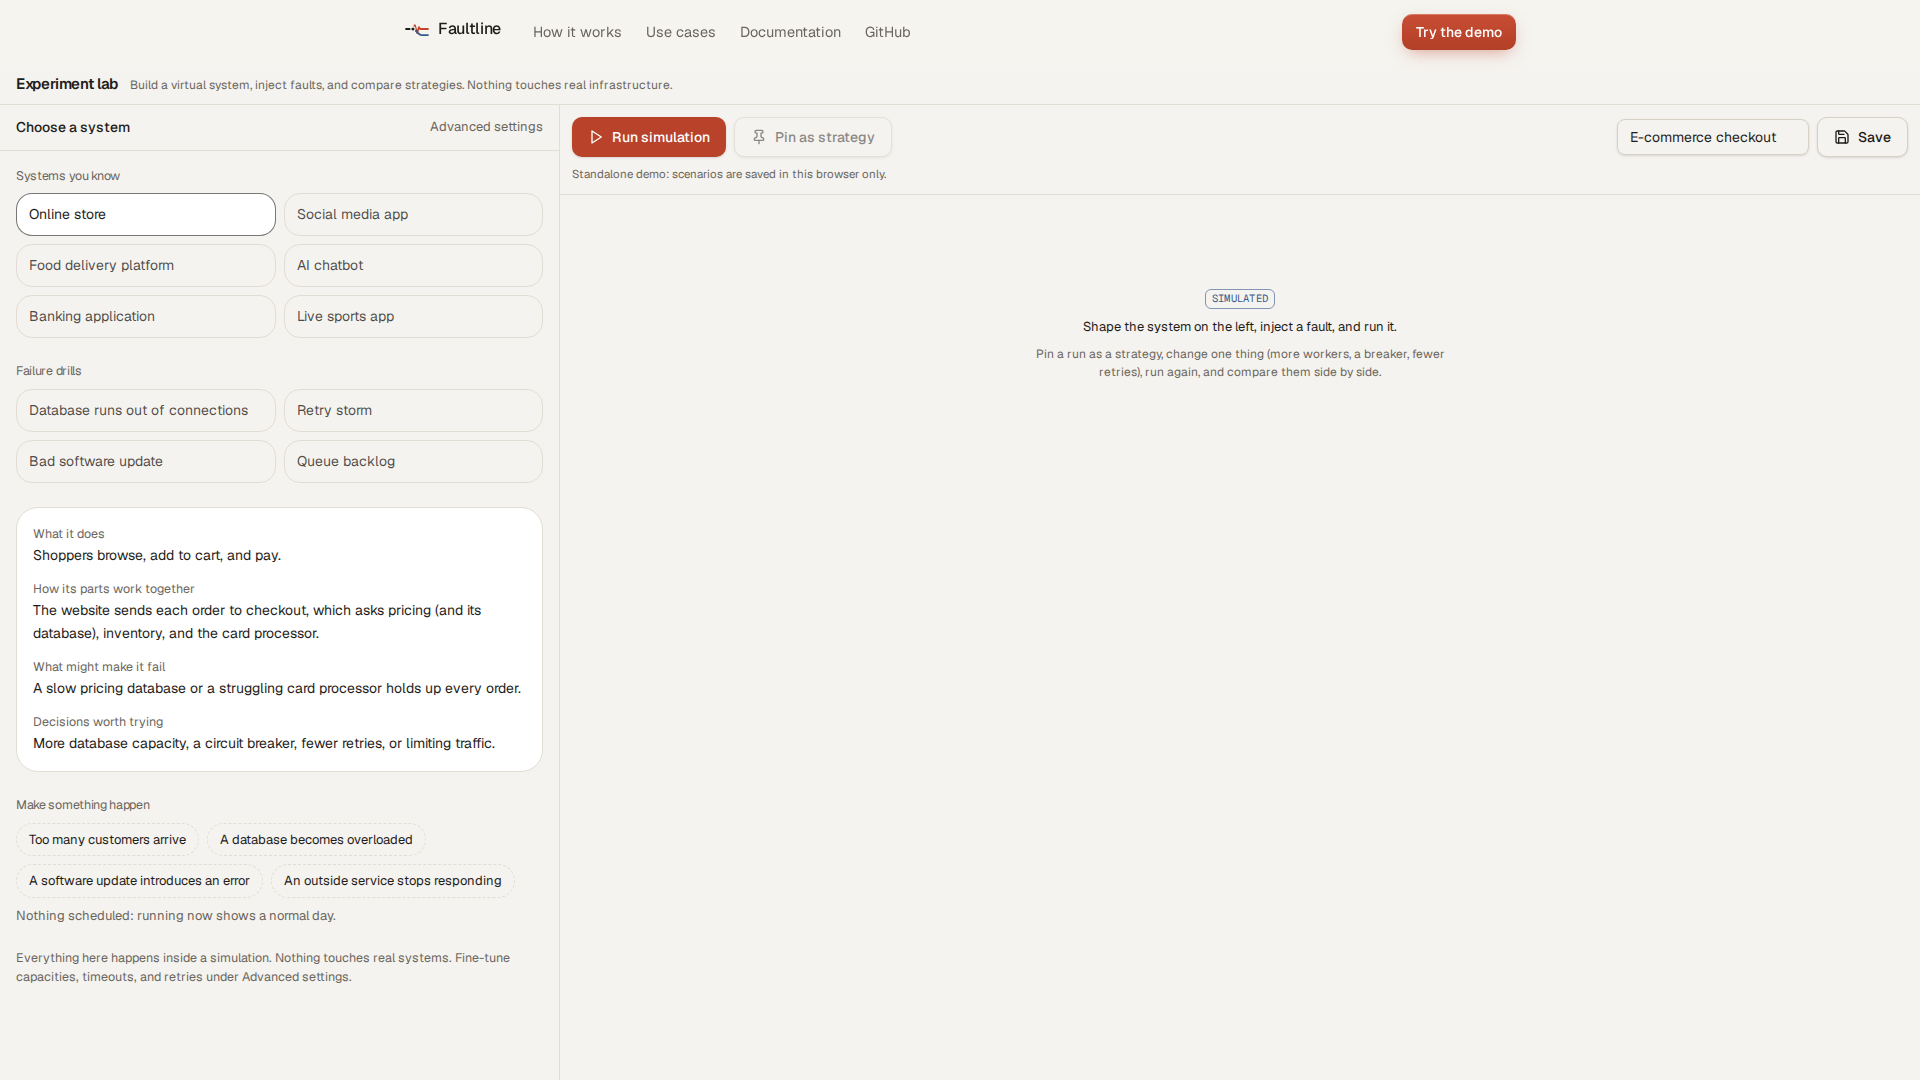 Faultline
How it works
Use cases
Documentation
GitHub
Try the demo
Experiment lab
Build a virtual system, inject faults, and compare strategies. Nothing touches real infrastructure.
Choose a system
Advanced settings
Systems you know
Online store
Social media app
Food delivery platform
AI chatbot
Banking application
Live sports app
Failure drills
Database runs out of connections
Retry storm
Bad software update
Queue backlog
What it does
Shoppers browse, add to cart, and pay.
How its parts work together
The website sends each order to checkout, which asks pricing (and its
database), inventory, and the card processor.
What might make it fail
A slow pricing database or a struggling card processor holds up every order.
Decisions worth trying
More database capacity, a circuit breaker, fewer retries, or limiting traffic.
Make something happen
Too many customers arrive
A database becomes overloaded
A software update introduces an error
An outside service stops responding
Nothing scheduled: running now shows a normal day.
Everything here happens inside a simulation. Nothing touches real systems. Fine-tune
capacities, timeouts, and retries under Advanced settings.
Run simulation
Pin as strategy
E-commerce checkout
Save
Standalone demo: scenarios are saved in this browser only.
SIMULATED
Shape the system on the left, inject a fault, and run it.
Pin a run as a strategy, change one thing (more workers, a breaker, fewer
retries), run again, and compare them side by side.